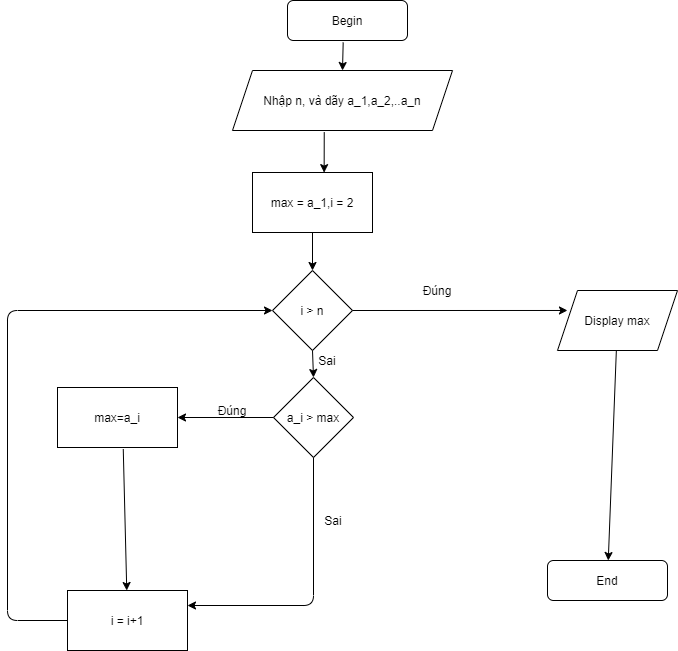 Begin
Nhập n, và dãy a_1,a_2,..a_n
max = a_1,i = 2
i > n
Đúng
Display max
Sai
a_i > max
Đúng
max=a_i
Sai
i = i+1
End